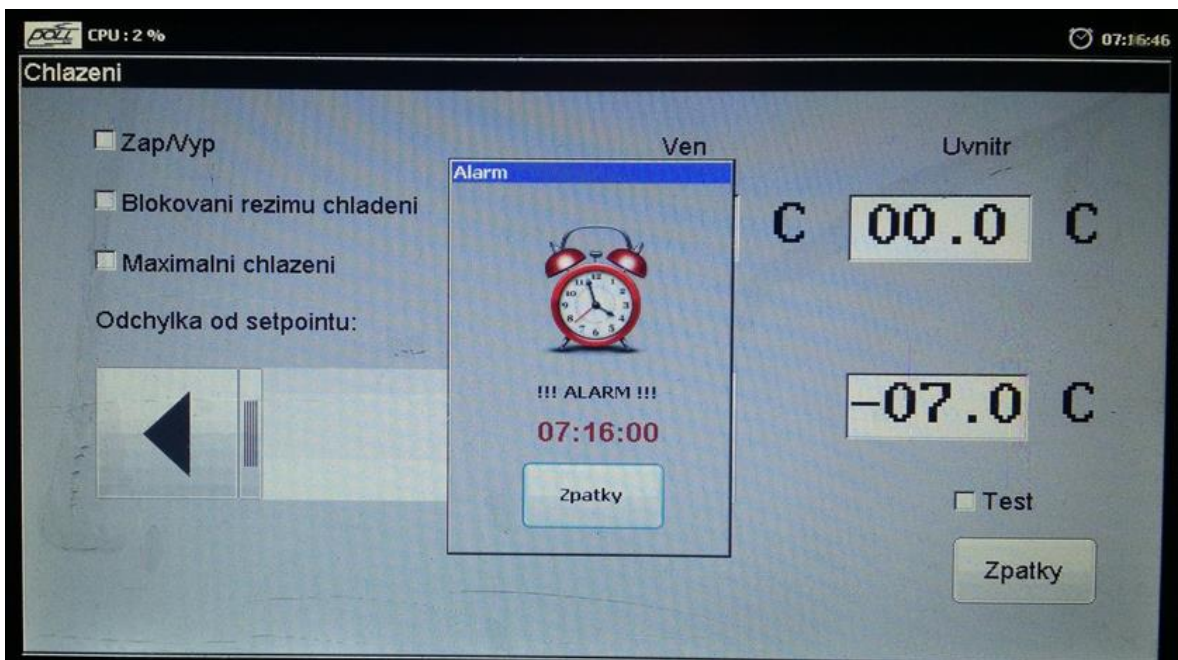 POLL CPU : 2 % 07:16:46
Chlazeni
Zap/Vyp
Ven
Uvnitr
Alarm
Blokovani rezimu chladeni
C 00.0 C
Maximalni chlazeni
Odchylka od setpointu:
!!! ALARM !!!
07:16:00
-07.0 C
Zpatky
Test
Zpatky